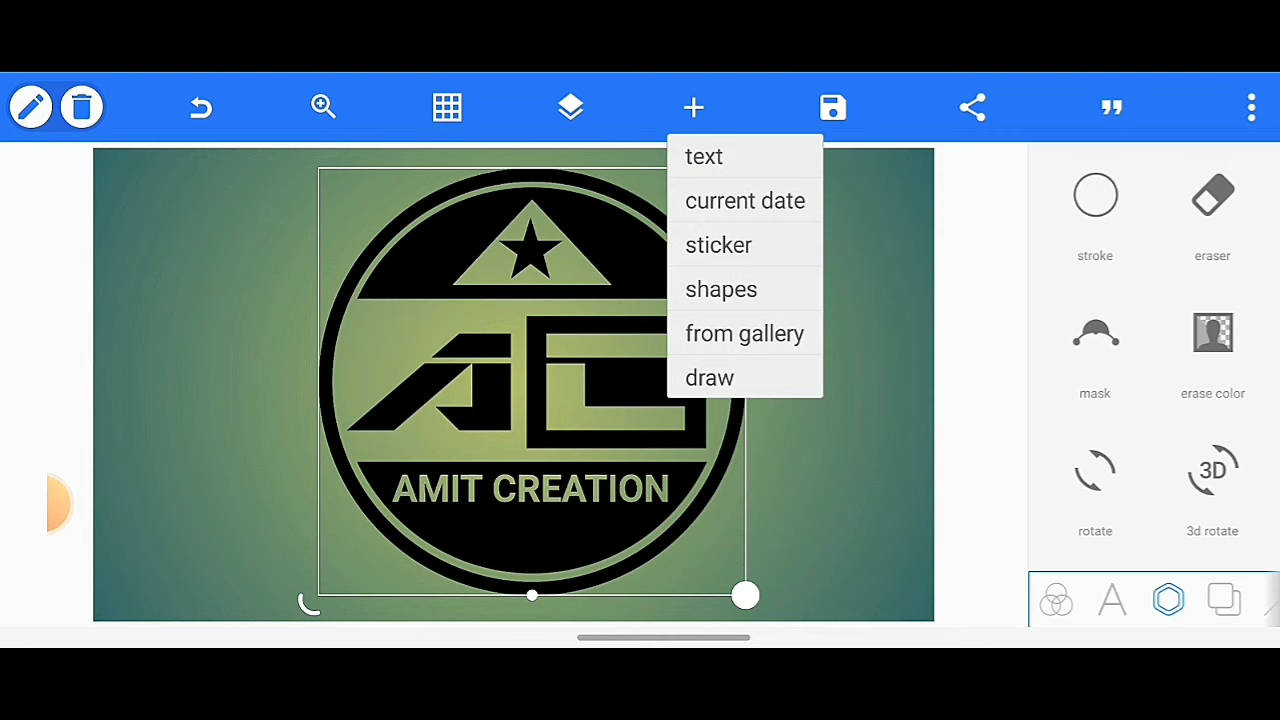 text
current date
sticker
shapes
from gallery
draw
AG
AMIT CREATION
stroke
eraser
mask
erase color
rotate
3D
3d rotate
A